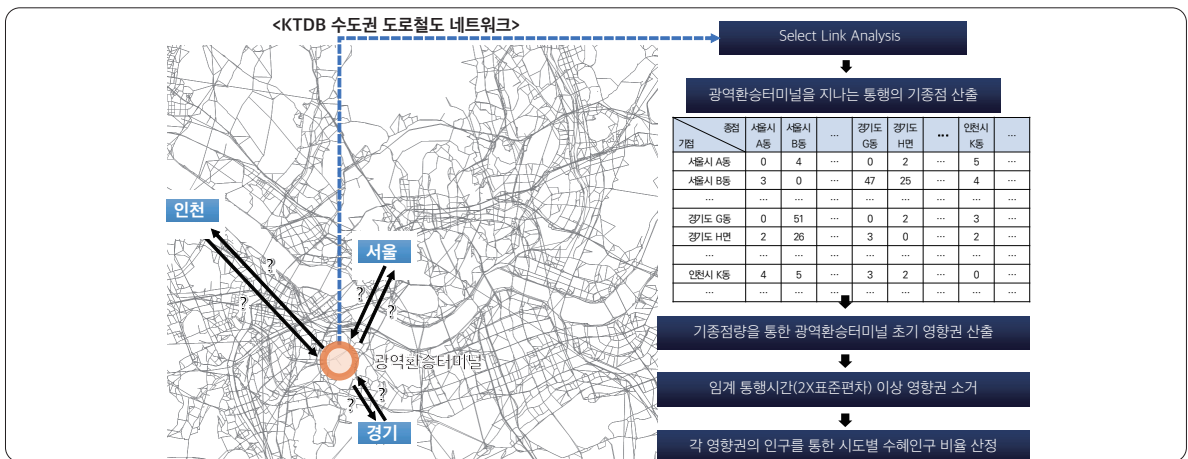 <KTDB 수도권 도로철도 네트워크>
인천
서울
?
?
?
?
광역환승터미널
?
?
경기
Select Link Analysis
광역환승터미널을 지나는 통행의 기종점 산출
종점 기점 서울시 A동 서울시 B동 … 경기도 G동 경기도 H면 … 인천시 K동 …
서울시 A동 0 4 … 0 2 … 5 …
서울시 B동 3 0 … 47 25 … 4 …
… … … … … … … … …
경기도 G동 0 51 … 0 2 … 3 …
경기도 H면 2 26 … 3 0 … 2 …
… … … … … … … … …
인천시 K동 4 5 … 3 2 … 0 …
… … … … … … … … …
기종점량을 통한 광역환승터미널 초기 영향권 산출
임계 통행시간(2X표준편차) 이상 영향권 소거
각 영향권의 인구를 통한 시도별 수혜인구 비율 산정